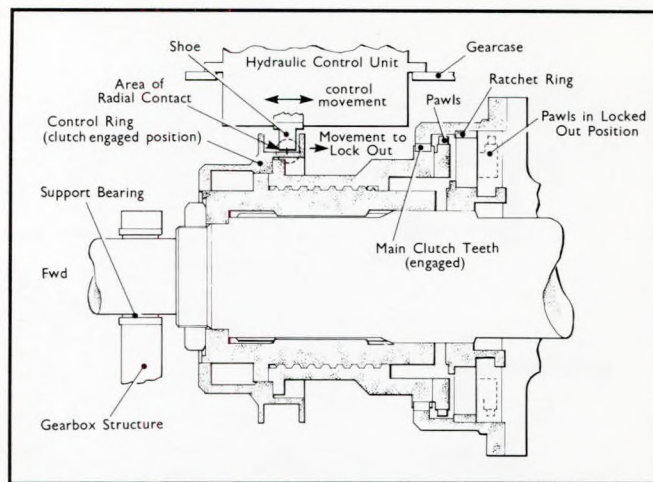 Shoe
Hydraulic Control Unit
Gearcase
Area of
Radial Contact
control
movement
Ratchet Ring
Pawls
Control Ring
(clutch engaged position)
Movement to
Lock Out
Pawls in Locked
Out Position
Support Bearing
Main Clutch Teeth
(engaged)
Fwd
Gearbox Structure